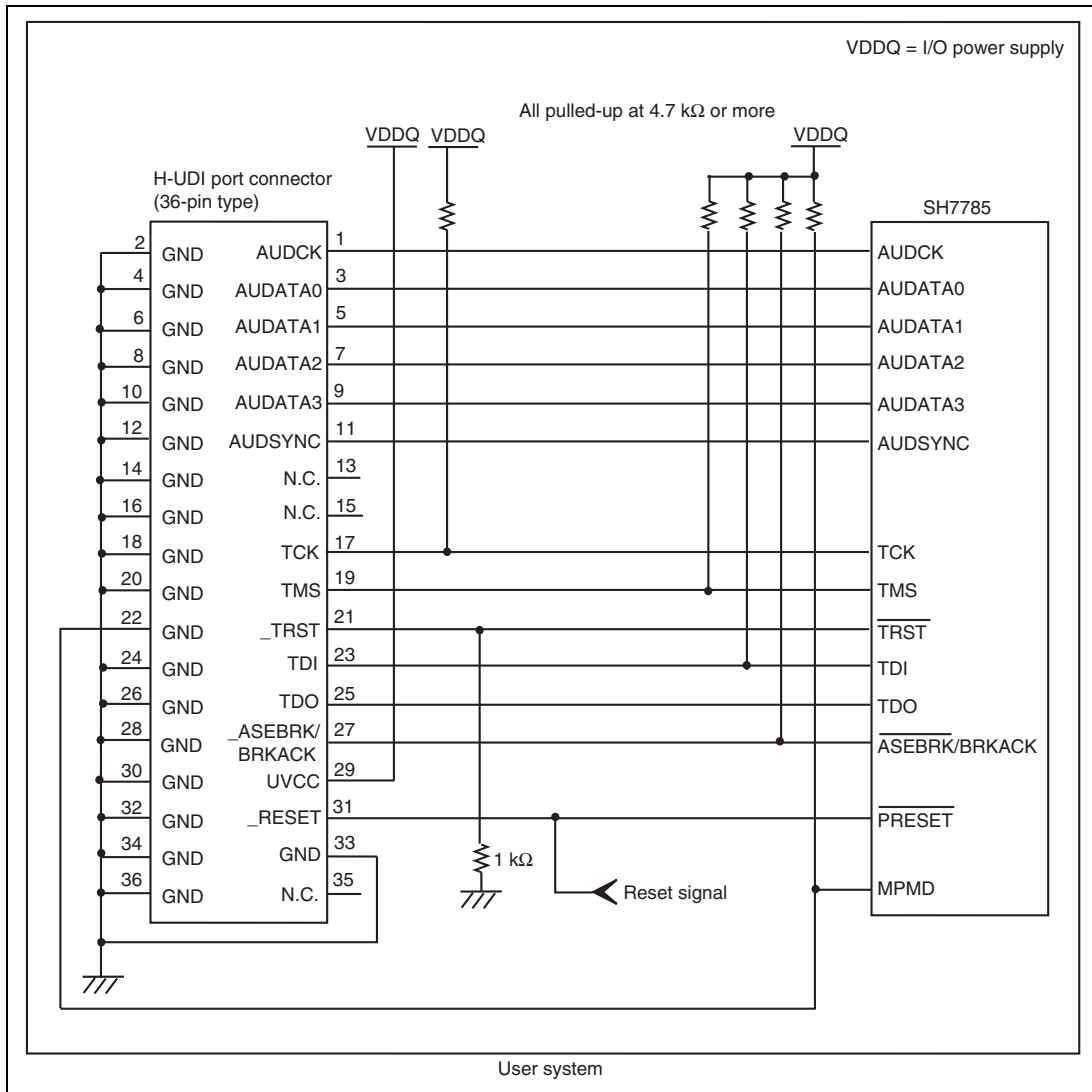 VDDQ = I/O power supply
All pulled-up at 4.7 kΩ or more
VDDQ VDDQ VDDQ
H-UDI port connector
(36-pin type)
SH7785
2 GND AUDCK 1 AUDCK
4 GND AUDATA0 3 AUDATA0
6 GND AUDATA1 5 AUDATA1
8 GND AUDATA2 7 AUDATA2
10 GND AUDATA3 9 AUDATA3
12 GND AUDSYNC 11 AUDSYNC
14 GND N.C. 13
16 GND N.C. 15
18 GND TCK 17 TCK
20 GND TMS 19 TMS
22 GND _TRST 21 TRST
24 GND TDI 23 TDI
26 GND TDO 25 TDO
28 GND _ASEBRK/ 27 ASEBRK/BRKACK
BRKACK
30 GND UVCC 29
32 GND _RESET 31 PRESET
34 GND GND 33
1 kΩ
36 GND N.C. 35 Reset signal MPMD
User system